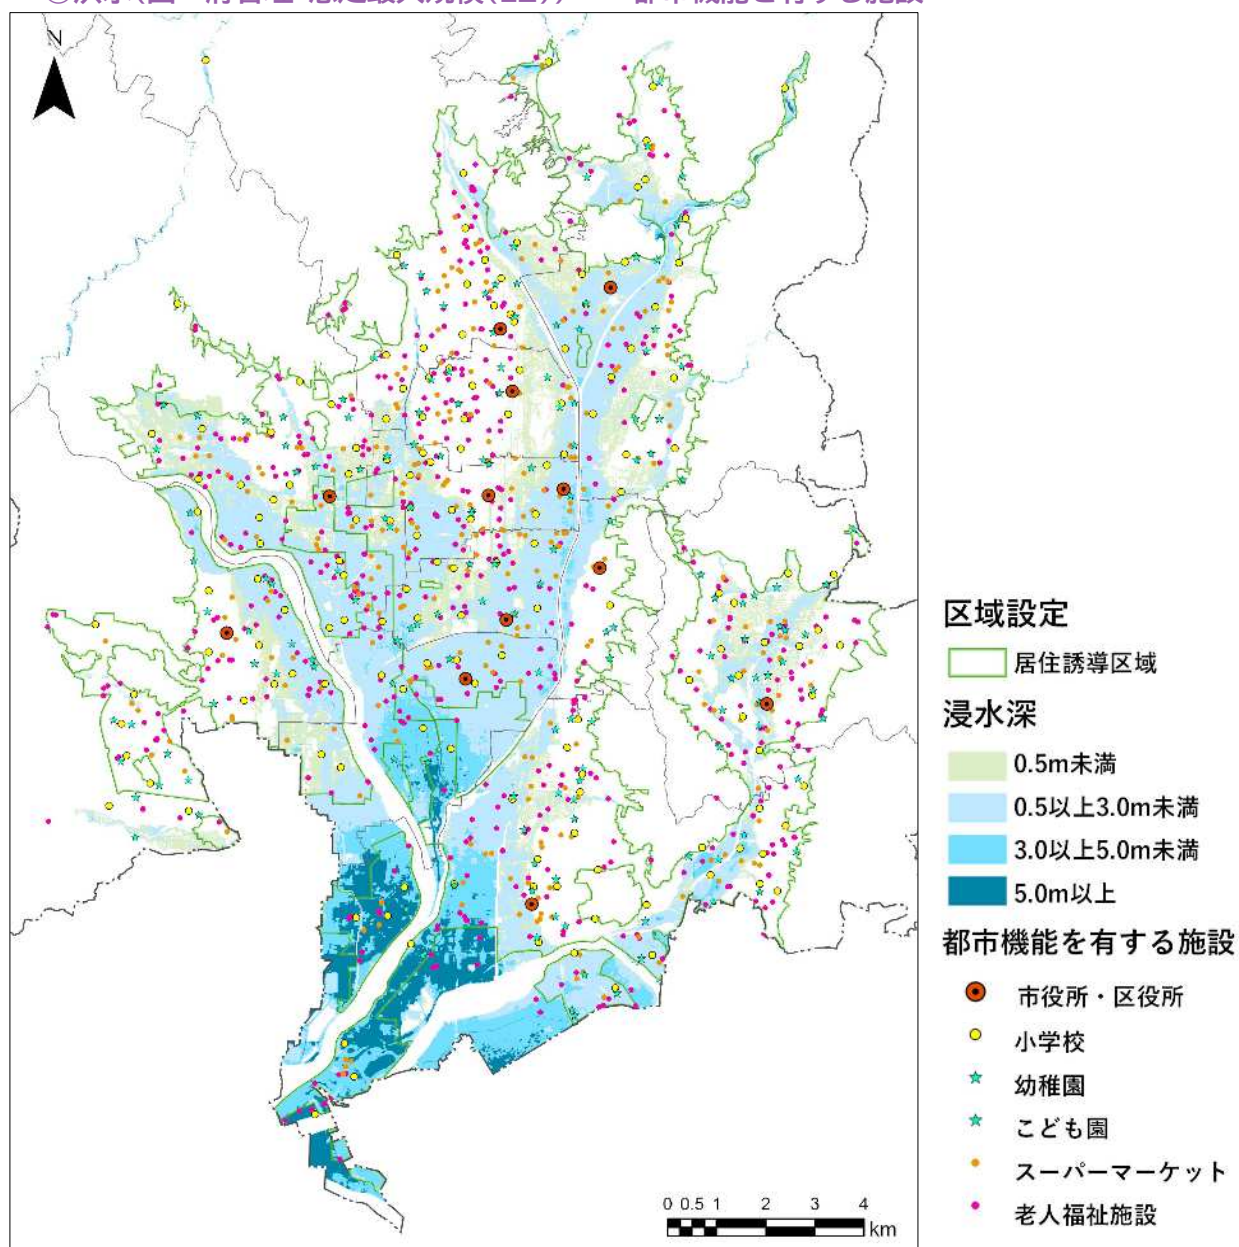 N
区域設定
居住誘導区域
浸水深
0.5m未満
0.5以上3.0m未満
3.0以上5.0m未満
5.0m以上
都市機能を有する施設
市役所・区役所
小学校
幼稚園
こども園
スーパーマーケット
老人福祉施設
0 0.5 1 2 3 4
km